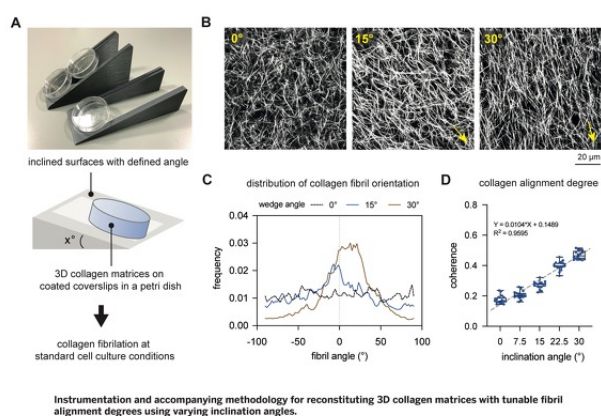 A
inclined surfaces with defined angle
x°
3D collagen matrices on
coated coverslips in a petri dish
collagen fibrilation at
standard cell culture conditions
B
0°
15°
30°
20 µm
C
distribution of collagen fibril orientation
wedge angle 0° 15° 30°
frequency
0.04
0.03
0.02
0.01
0.00
-50 0 50 100
fibril angle (°)
D
collagen alignment degree
Y = 0.0104*X + 0.1489
R² = 0.9595
coherence
0.8
0.6
0.4
0.2
0.0
0 7.5 15 22.5 30
inclination angle (°)
Instrumentation and accompanying methodology for reconstituting 3D collagen matrices with tunable fibril
alignment degrees using varying inclination angles.